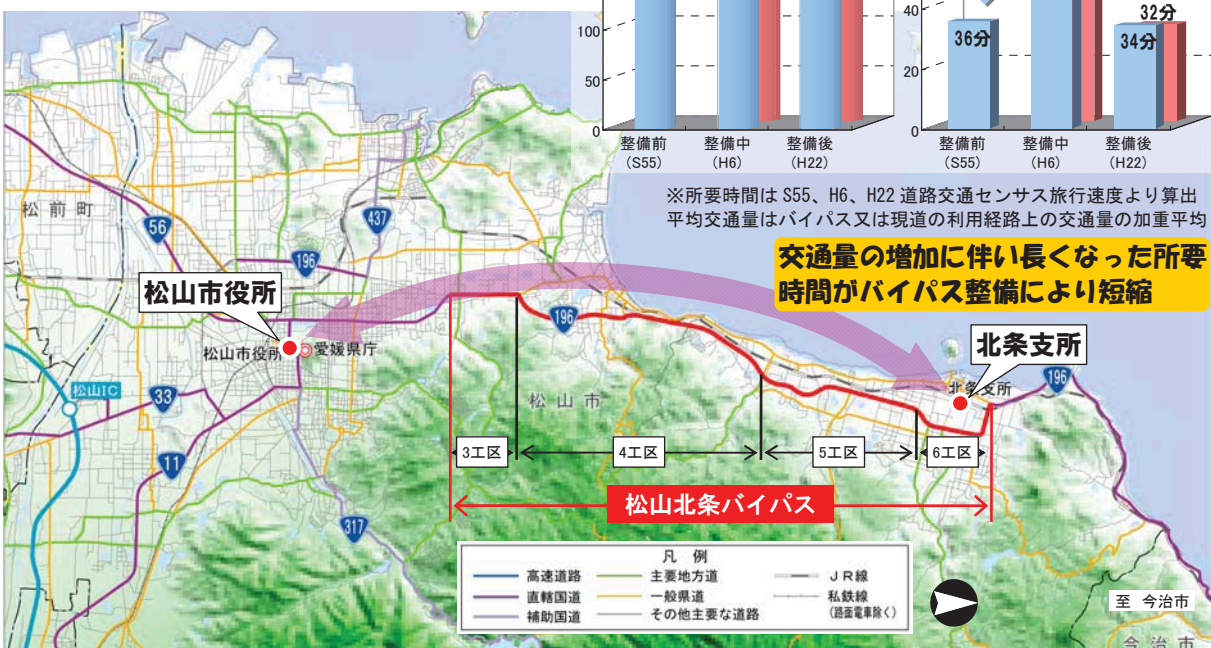 100
50
0
整備前
(S55)
整備中
(H6)
整備後
(H22)
40
20
0
36分
32分
34分
整備前
(S55)
整備中
(H6)
整備後
(H22)
※所要時間は S55、H6、H22 道路交通センサス旅行速度より算出
平均交通量はバイパス又は現道の利用経路上の交通量の加重平均
交通量の増加に伴い長くなった所要
時間がバイパス整備により短縮
松前町
56
437
196
松山市役所
196
北条支所
松山市役所
愛媛県庁
北条支所
196
松山IC
33
松山市
11
3工区
4工区
5工区
6工区
松山北条バイパス
317
凡 例
高速道路
主要地方道
JR線
直轄国道
一般県道
私鉄線
(路面電車除く)
補助国道
その他主要な道路
至 今治市
今治市